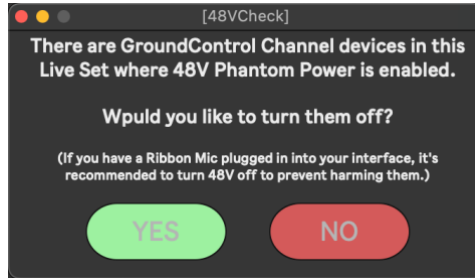 [48VCheck]
There are GroundControl Channel devices in this
Live Set where 48V Phantom Power is enabled.
Wpuld you like to turn them off?
(If you have a Ribbon Mic plugged in into your interface, it's
recommended to turn 48V off to prevent harming them.)
YES
NO